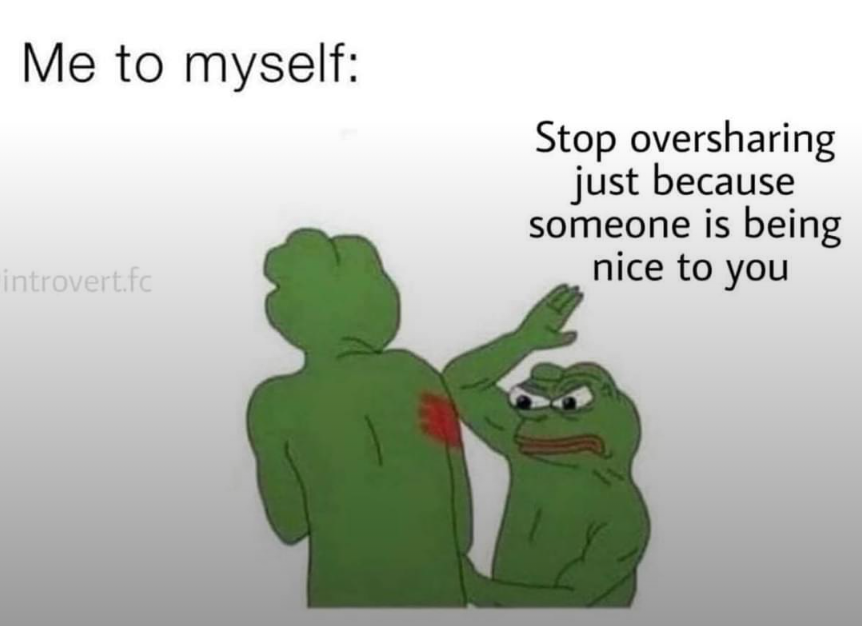 Me to myself:
Stop oversharing
just because
someone is being
nice to you
introvert.fc